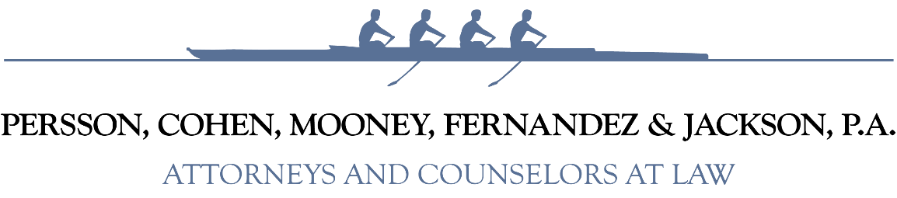 PERSSON, COHEN, MOONEY, FERNANDEZ & JACKSON, P.A.
ATTORNEYS AND COUNSELORS AT LAW